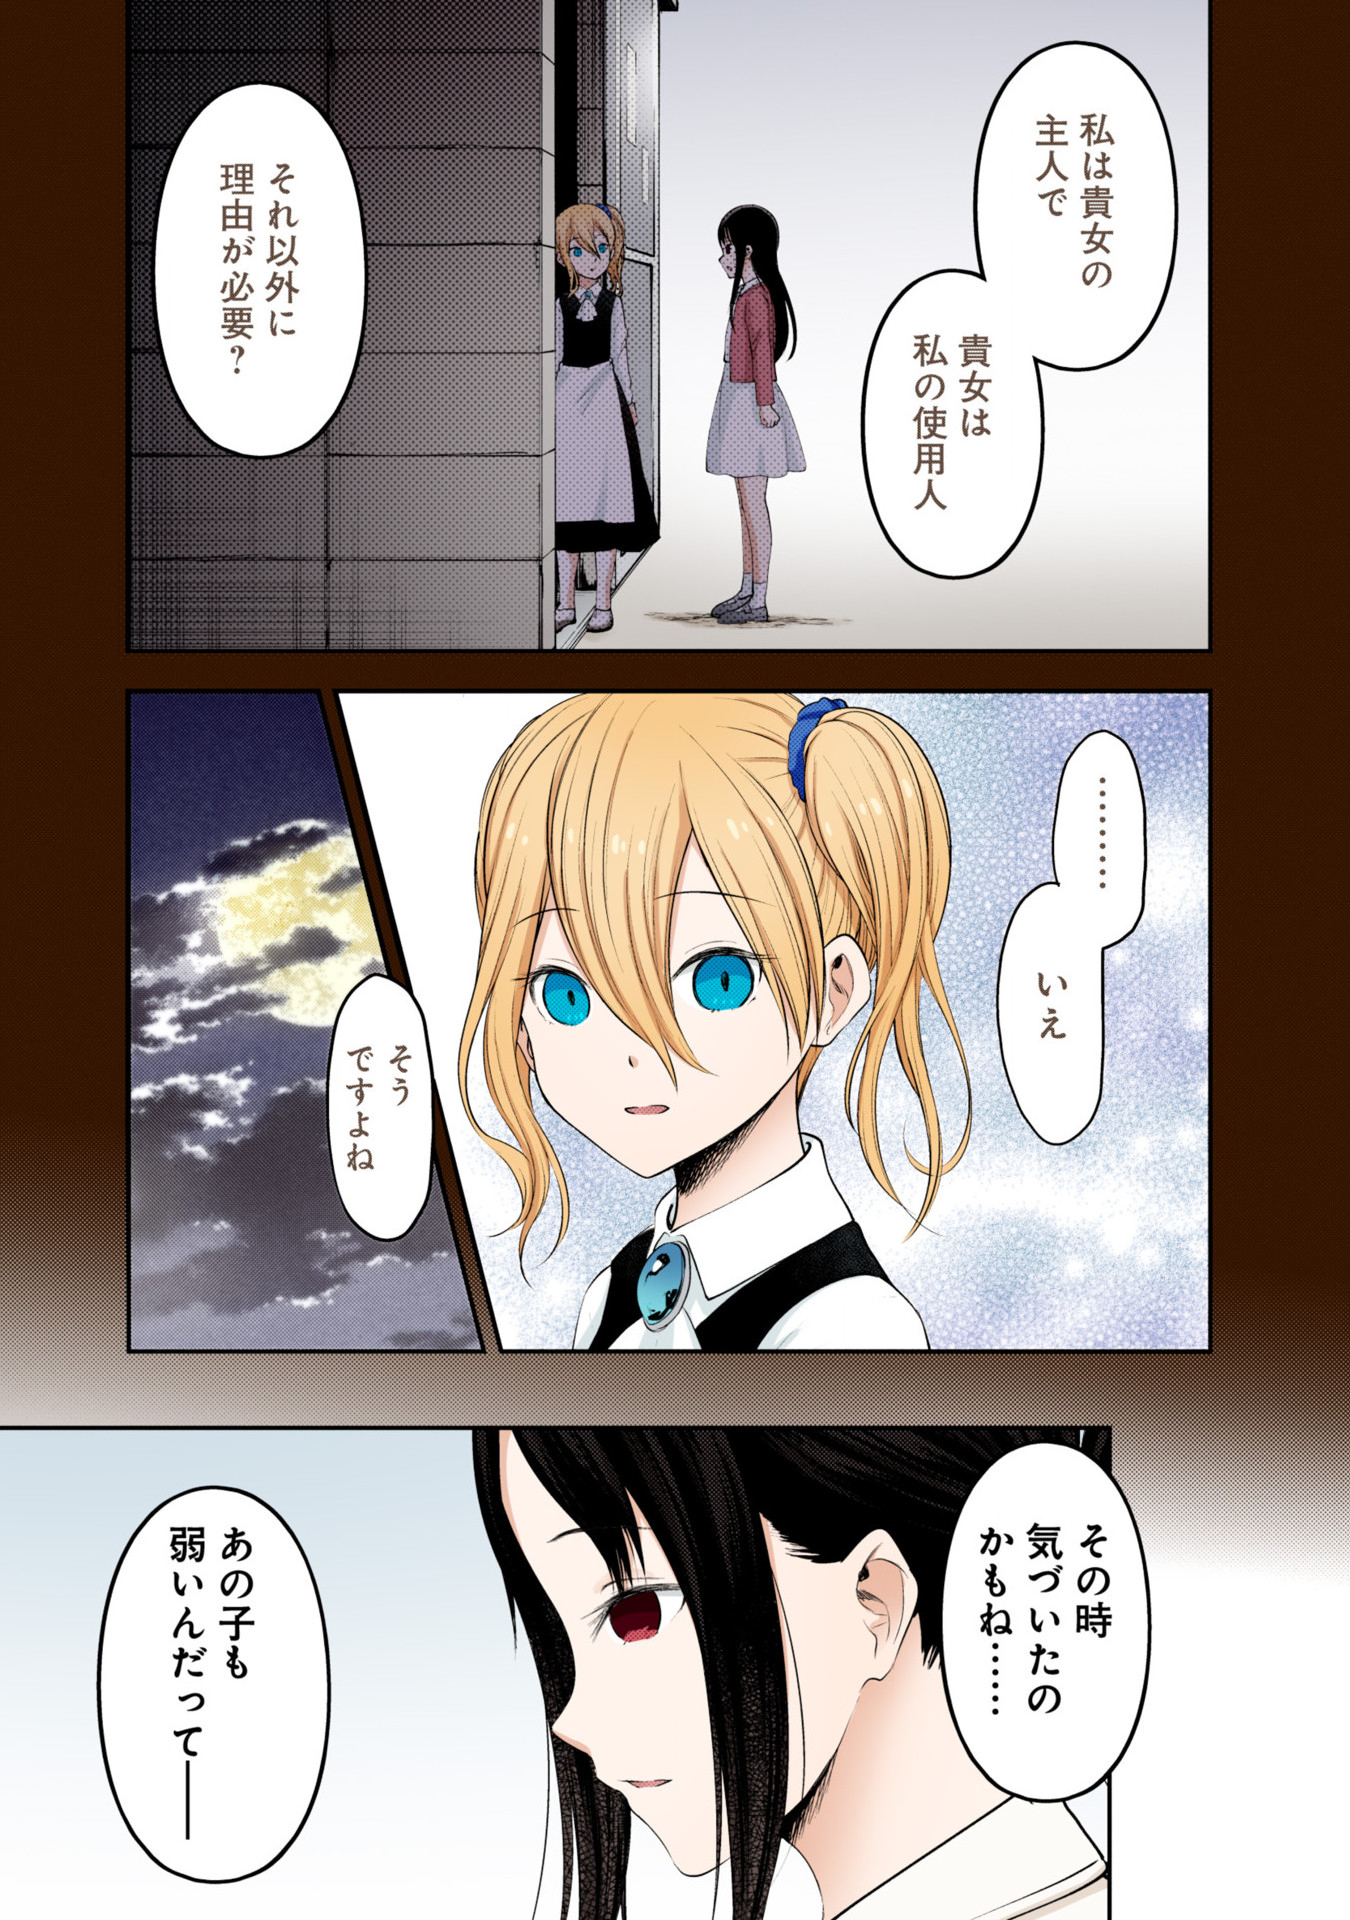 私は貴女の
主人で
貴女は
私の使用人
それ以外に
理由が必要?
………
いえ
そう
ですよね
その時
気づいたの
かもね……
あの子も
弱いんだって──